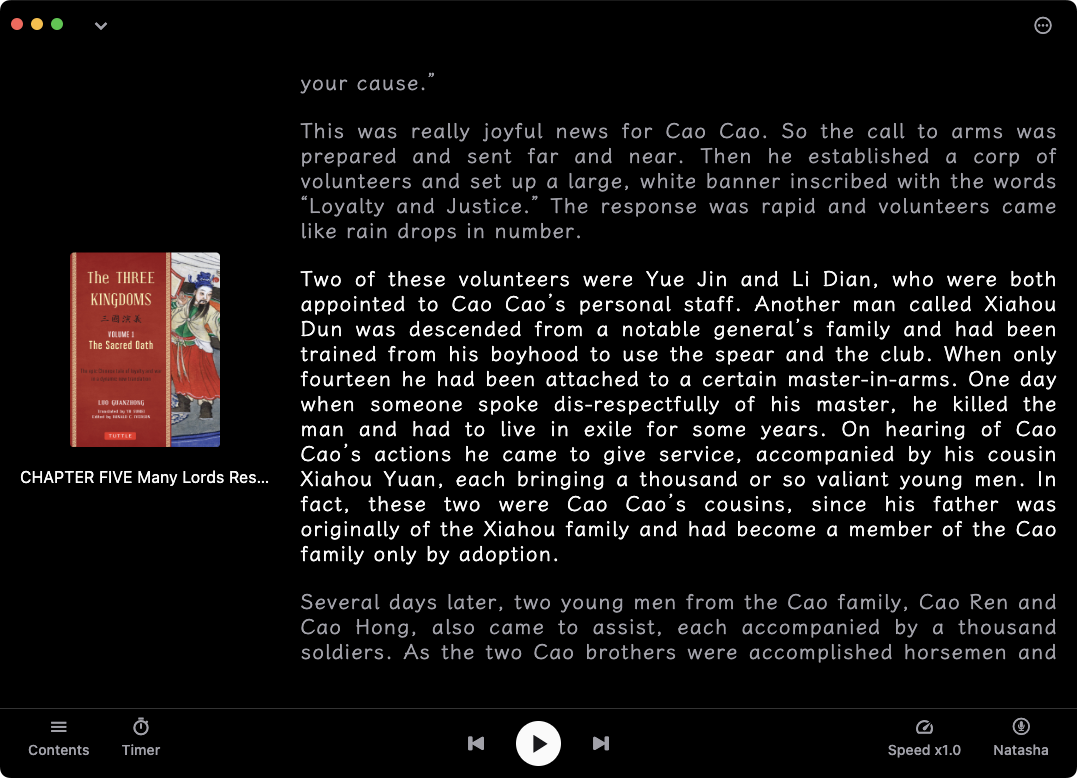 your cause.”
This was really joyful news for Cao Cao. So the call to arms was
prepared and sent far and near. Then he established a corp of
volunteers and set up a large, white banner inscribed with the words
“Loyalty and Justice.” The response was rapid and volunteers came
like rain drops in number.
Two of these volunteers were Yue Jin and Li Dian, who were both
appointed to Cao Cao’s personal staff. Another man called Xiahou
Dun was descended from a notable general’s family and had been
trained from his boyhood to use the spear and the club. When only
fourteen he had been attached to a certain master-in-arms. One day
when someone spoke dis-respectfully of his master, he killed the
man and had to live in exile for some years. On hearing of Cao
Cao’s actions he came to give service, accompanied by his cousin
Xiahou Yuan, each bringing a thousand or so valiant young men. In
fact, these two were Cao Cao’s cousins, since his father was
originally of the Xiahou family and had become a member of the Cao
family only by adoption.
Several days later, two young men from the Cao family, Cao Ren and
Cao Hong, also came to assist, each accompanied by a thousand
soldiers. As the two Cao brothers were accomplished horsemen and
The THREE
KINGDOMS
三國演義
VOLUME 1
The Sacred Oath
LUO GUANZHONG
Translated by YU SUMEI
Edited by RONALD C. IVERSON
TUTTLE
CHAPTER FIVE Many Lords Res...
Contents
Timer
Speed x1.0
Natasha